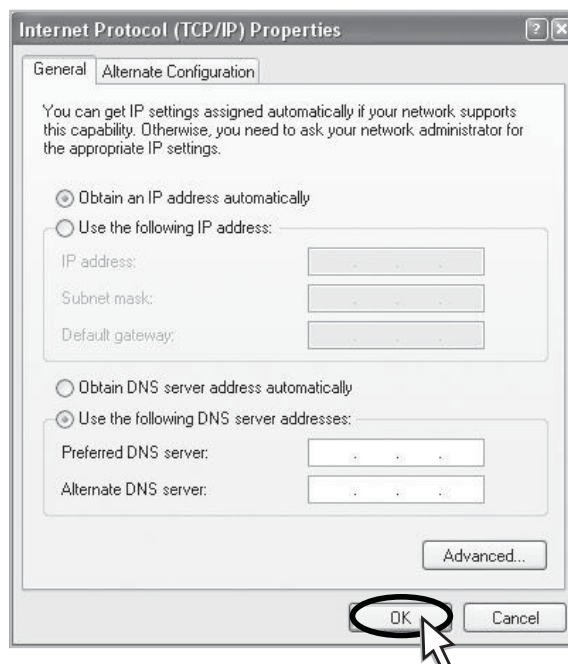 Internet Protocol (TCP/IP) Properties
General
Alternate Configuration
You can get IP settings assigned automatically if your network supports
this capability. Otherwise, you need to ask your network administrator for
the appropriate IP settings.
Obtain an IP address automatically
Use the following IP address:
IP address:
Subnet mask:
Default gateway:
Obtain DNS server address automatically
Use the following DNS server addresses:
Preferred DNS server:
Alternate DNS server:
Advanced...
OK
Cancel